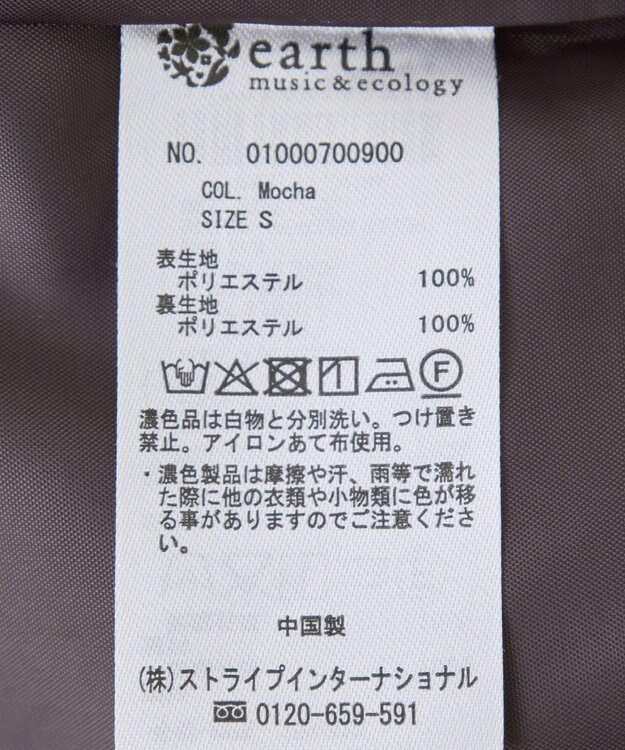 earth
music&ecology
NO. 01000700900
COL. Mocha
SIZE S
表生地
ポリエステル 100%
裏生地
ポリエステル 100%
F
濃色品は白物と分別洗い。つけ置き
禁止。アイロンあて布使用。
・濃色製品は摩擦や汗、雨等で濡れ
た際に他の衣類や小物類に色が移
る事がありますのでご注意くださ
い。
中国製
(株)ストライプインターナショナル
0120-659-591